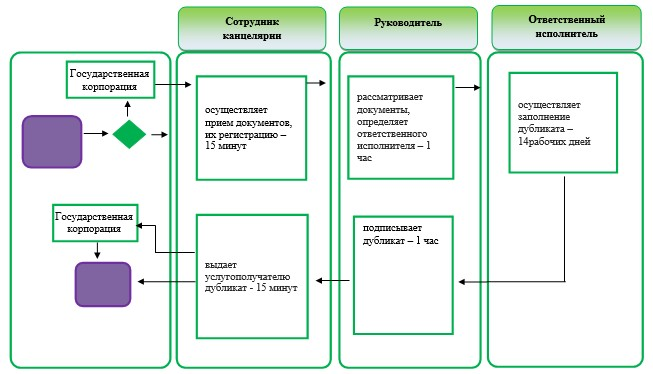 Сотрудник
канцелярии
Руководитель
Ответственный
исполнитель
Государственная
корпорация
осуществляет
прием документов,
их регистрацию –
15 минут
рассматривает
документы,
определяет
ответственного
исполнителя – 1
час
осуществляет
заполнение
дубликата –
14рабочих дней
Государственная
корпорация
выдает
услугополучателю
дубликат - 15 минут
подписывает
дубликат – 1 час